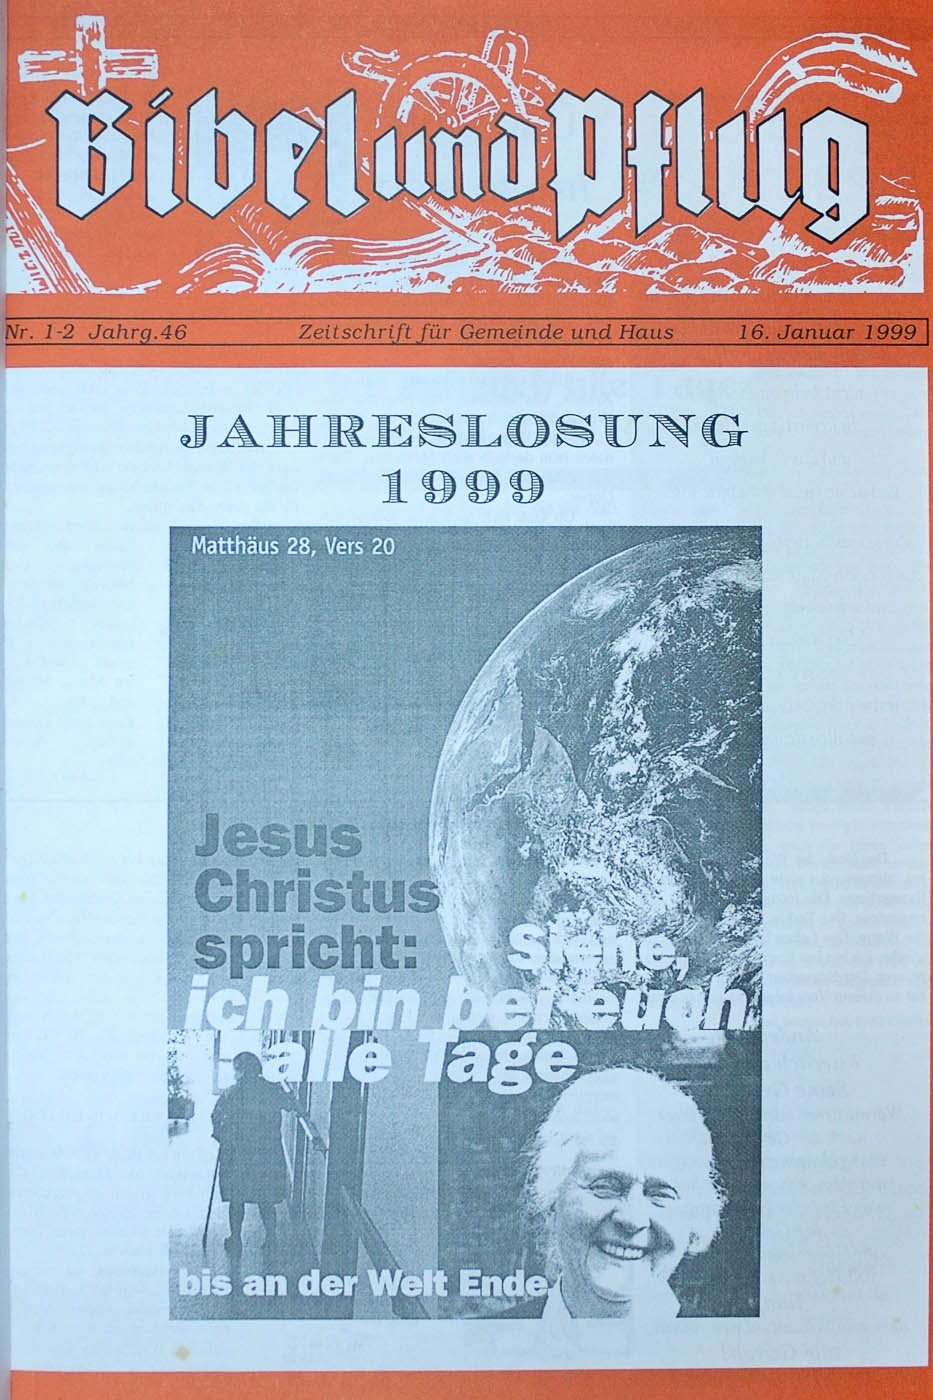 Bibel und Pflug
Nr. 1-2 Jahrg.46 Zeitschrift für Gemeinde und Haus 16. Januar 1999
JAHRESLOSUNG
1999
Matthäus 28, Vers 20
Jesus
Christus
spricht: Siehe,
ich bin bei euch
alle Tage
bis an der Welt Ende